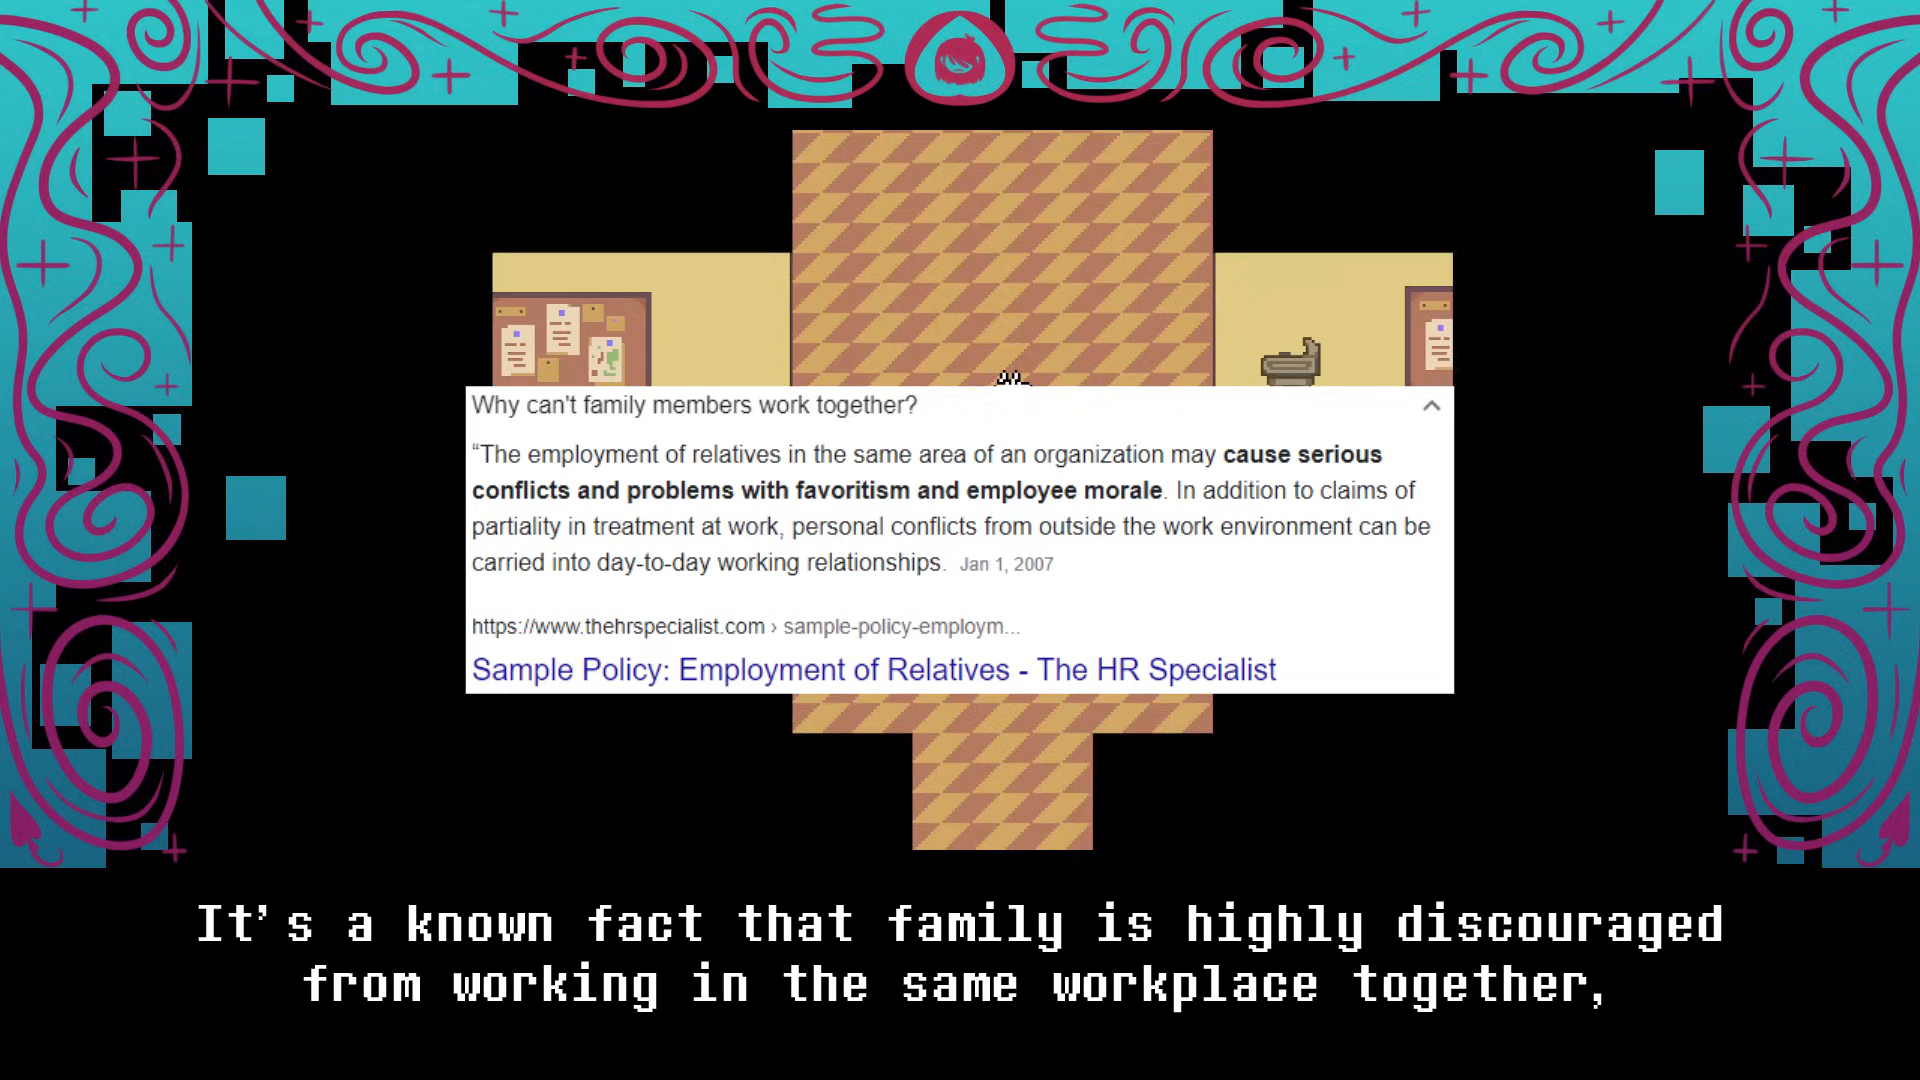 Why can't family members work together?
“The employment of relatives in the same area of an organization may cause serious
conflicts and problems with favoritism and employee morale. In addition to claims of
partiality in treatment at work, personal conflicts from outside the work environment can be
carried into day-to-day working relationships. Jan 1, 2007
https://www.thehrspecialist.com › sample-policy-employm...
Sample Policy: Employment of Relatives - The HR Specialist
It's a known fact that family is highly discouraged
from working in the same workplace together,